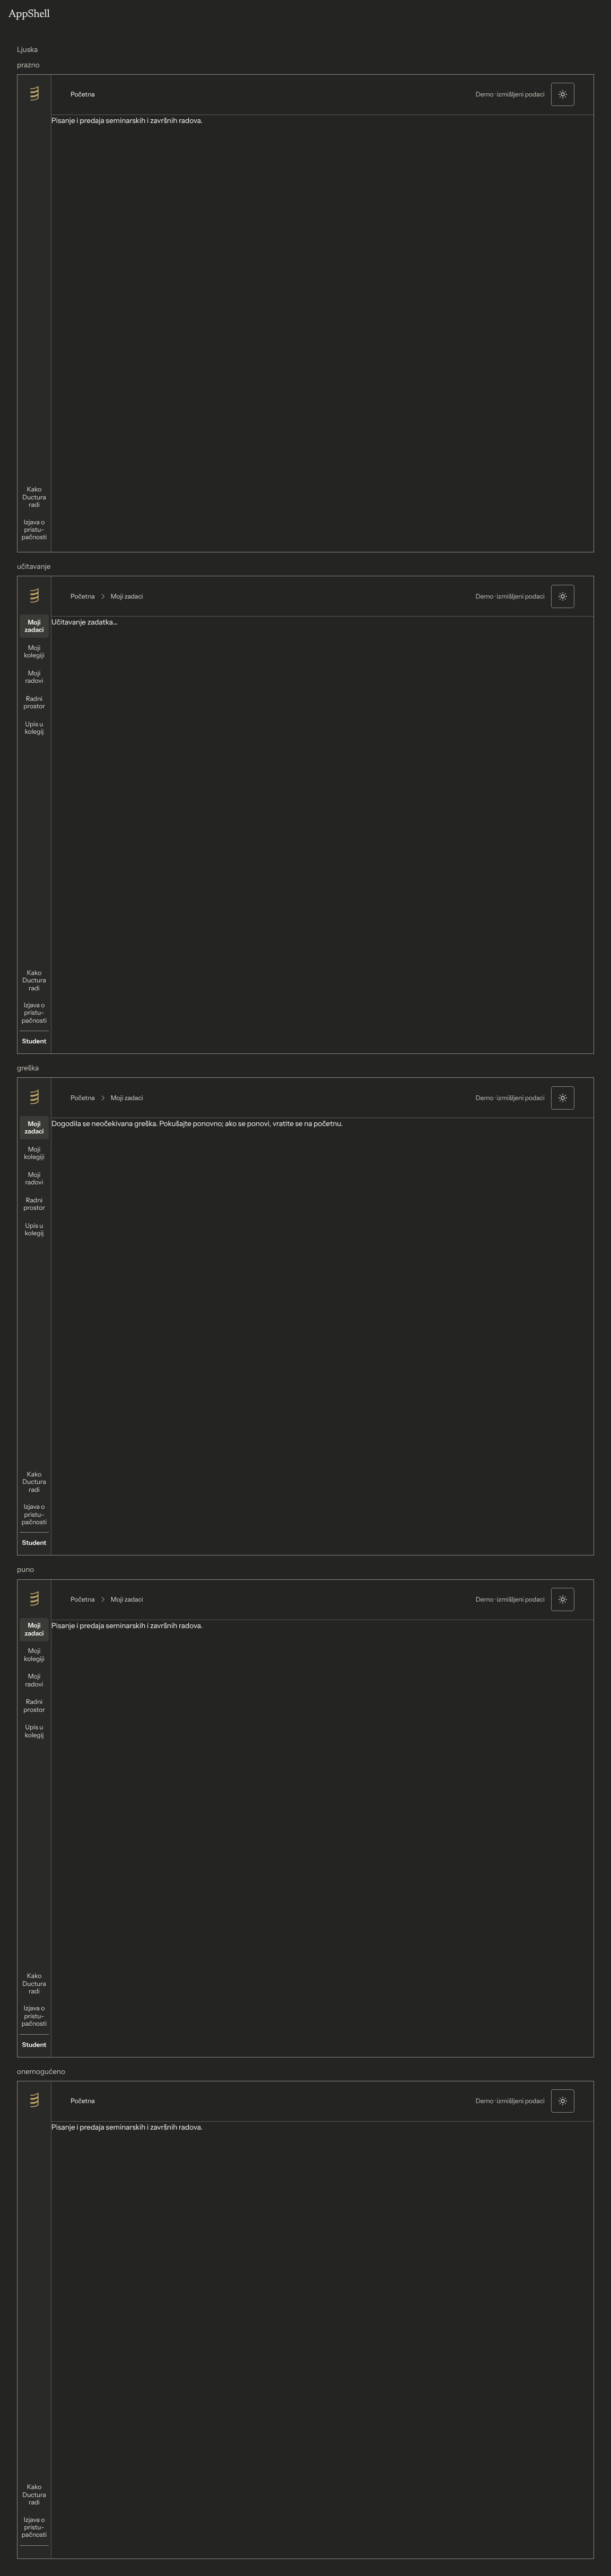 AppShell
Ljuska
prazno
Početna
Demo · izmišljeni podaci
Pisanje i predaja seminarskih i završnih radova.
Kako
Ductura
radi
Izjava o
pristu-
pačnosti
učitavanje
Početna
Moji zadaci
Demo · izmišljeni podaci
Moji
zadaci
Učitavanje zadatka…
Moji
kolegiji
Moji
radovi
Radni
prostor
Upis u
kolegij
Kako
Ductura
radi
Izjava o
pristu-
pačnosti
Student
greška
Početna
Moji zadaci
Demo · izmišljeni podaci
Moji
zadaci
Dogodila se neočekivana greška. Pokušajte ponovno; ako se ponovi, vratite se na početnu.
Moji
kolegiji
Moji
radovi
Radni
prostor
Upis u
kolegij
Kako
Ductura
radi
Izjava o
pristu-
pačnosti
Student
puno
Početna
Moji zadaci
Demo · izmišljeni podaci
Moji
zadaci
Pisanje i predaja seminarskih i završnih radova.
Moji
kolegiji
Moji
radovi
Radni
prostor
Upis u
kolegij
Kako
Ductura
radi
Izjava o
pristu-
pačnosti
Student
onemogućeno
Početna
Demo · izmišljeni podaci
Pisanje i predaja seminarskih i završnih radova.
Kako
Ductura
radi
Izjava o
pristu-
pačnosti